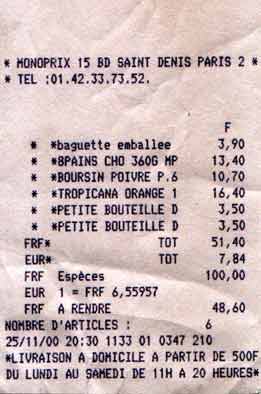 * MONOPRIX 15 BD SAINT DENIS PARIS 2 *
* TEL :01.42.33.73.52.
F
* *baguette emballee 3,90
* *8PAINS CHO 360G MP 13,40
* *BOURSIN POIVRE P.6 10,70
* *TROPICANA ORANGE 1 16,40
* *PETITE BOUTEILLE D 3,50
* *PETITE BOUTEILLE D 3,50
FRF* TOT 51,40
EUR* TOT 7,84
FRF Espèces 100,00
EUR 1 = FRF 6,55957
FRF A RENDRE 48,60
NOMBRE D'ARTICLES : 6
25/11/00 20:30 1133 01 0347 210
*LIVRAISON A DOMICILE A PARTIR DE 500F
DU LUNDI AU SAMEDI DE 11H A 20 HEURES*